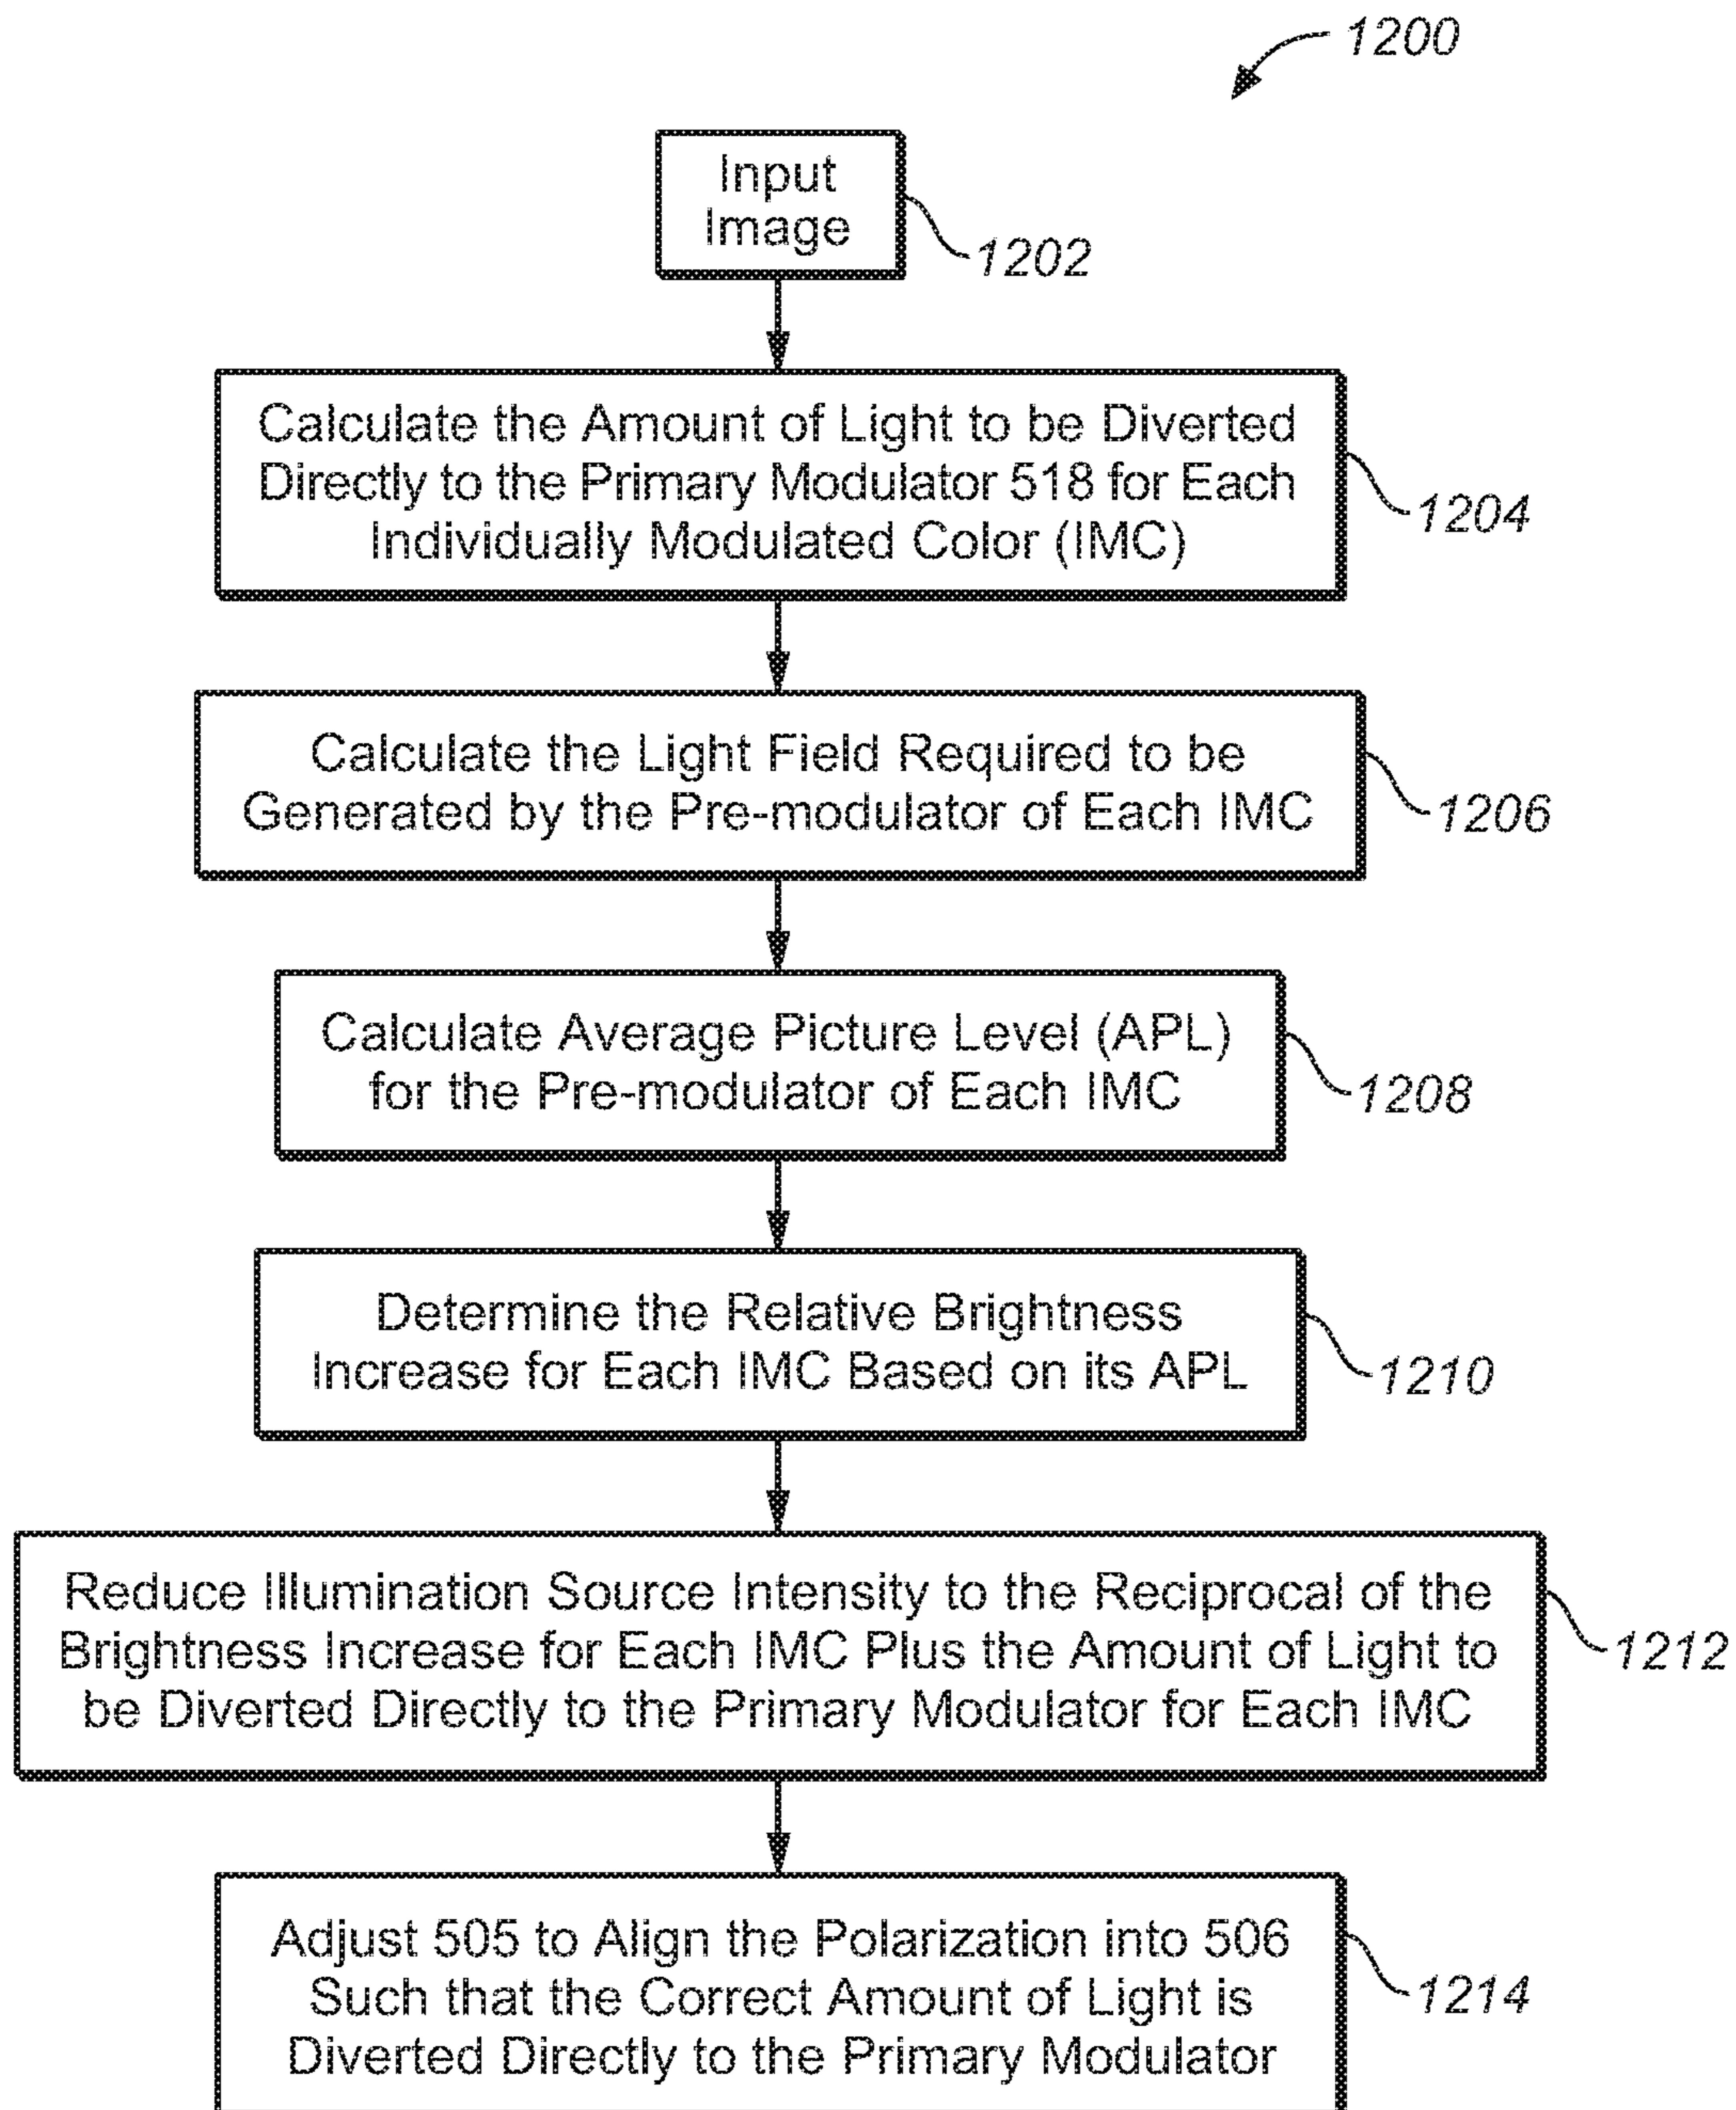 1200
Input
Image
1202
Calculate the Amount of Light to be Diverted
Directly to the Primary Modulator 518 for Each
Individually Modulated Color (IMC)
1204
Calculate the Light Field Required to be
Generated by the Pre-modulator of Each IMC
1206
Calculate Average Picture Level (APL)
for the Pre-modulator of Each IMC
1208
Determine the Relative Brightness
Increase for Each IMC Based on its APL
1210
Reduce Illumination Source Intensity to the Reciprocal of the
Brightness Increase for Each IMC Plus the Amount of Light to
be Diverted Directly to the Primary Modulator for Each IMC
1212
Adjust 505 to Align the Polarization into 506
Such that the Correct Amount of Light is
Diverted Directly to the Primary Modulator
1214